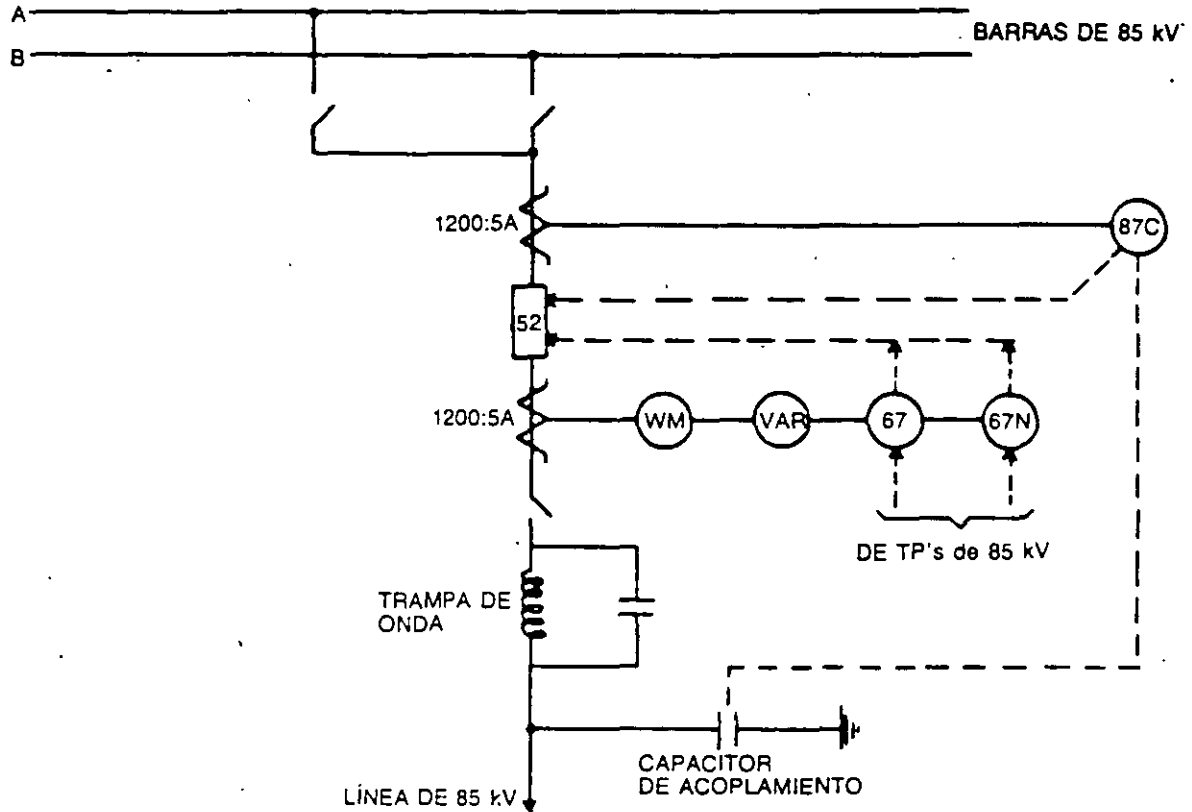 A
BARRAS DE 85 kV
B
1200:5A
87C
52
1200:5A
WM
VAR
67
67N
DE TP's de 85 kV
TRAMPA DE
ONDA
CAPACITOR
DE ACOPLAMIENTO
LÍNEA DE 85 kV